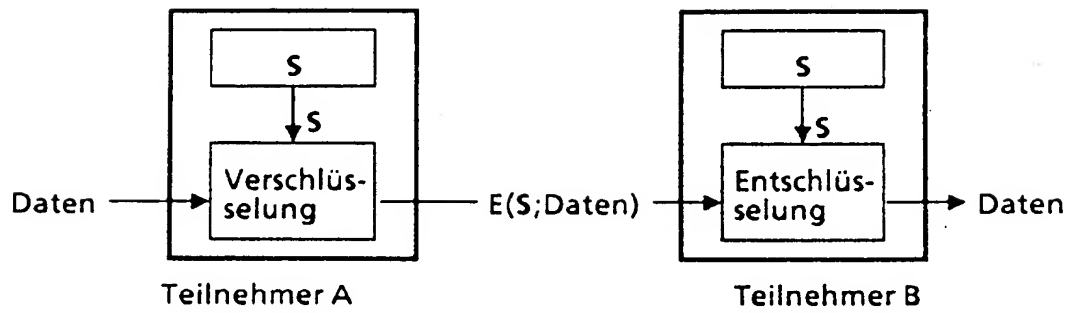 S
S
Verschlüs-
selung
Daten
Teilnehmer A
E(S;Daten)
S
S
Entschlüs-
selung
Daten
Teilnehmer B